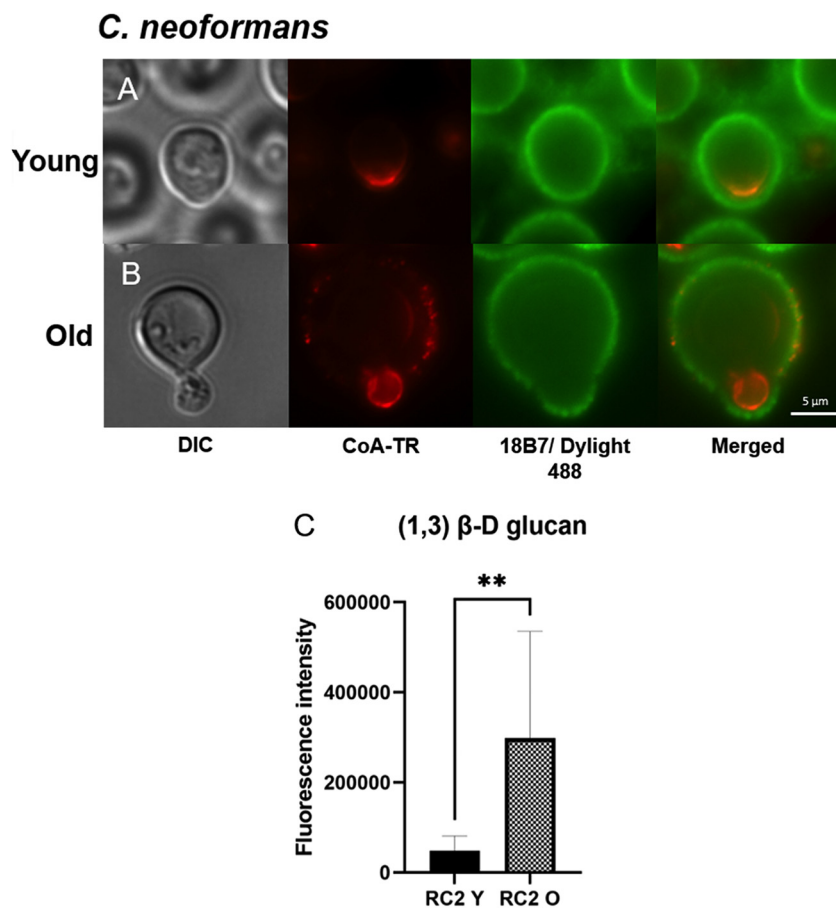 C. neoformans
A
Young
B
Old
5 µm
DIC CoA-TR 18B7/ Dylight Merged
488
C (1,3) β-D glucan
**
600000
400000
200000
0
Fluorescence intensity
RC2 Y RC2 O